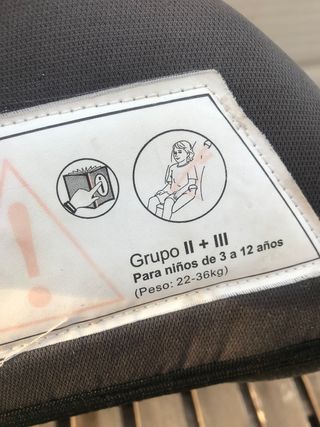 Grupo II + III
Para niños de 3 a 12 años
(Peso: 22-36kg)